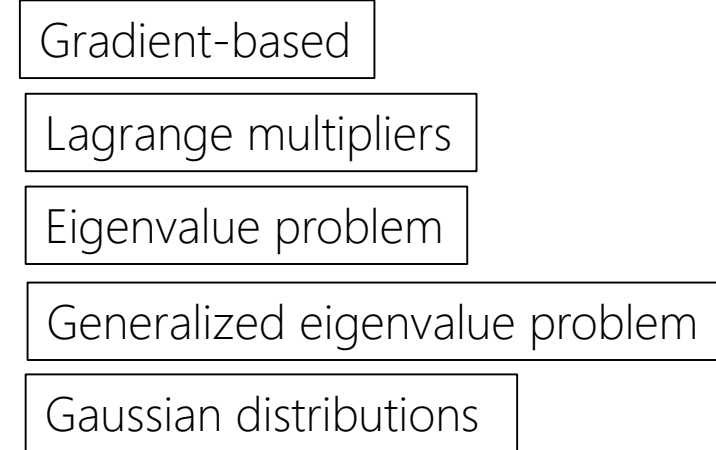 Gradient-based
Lagrange multipliers
Eigenvalue problem
Generalized eigenvalue problem
Gaussian distributions